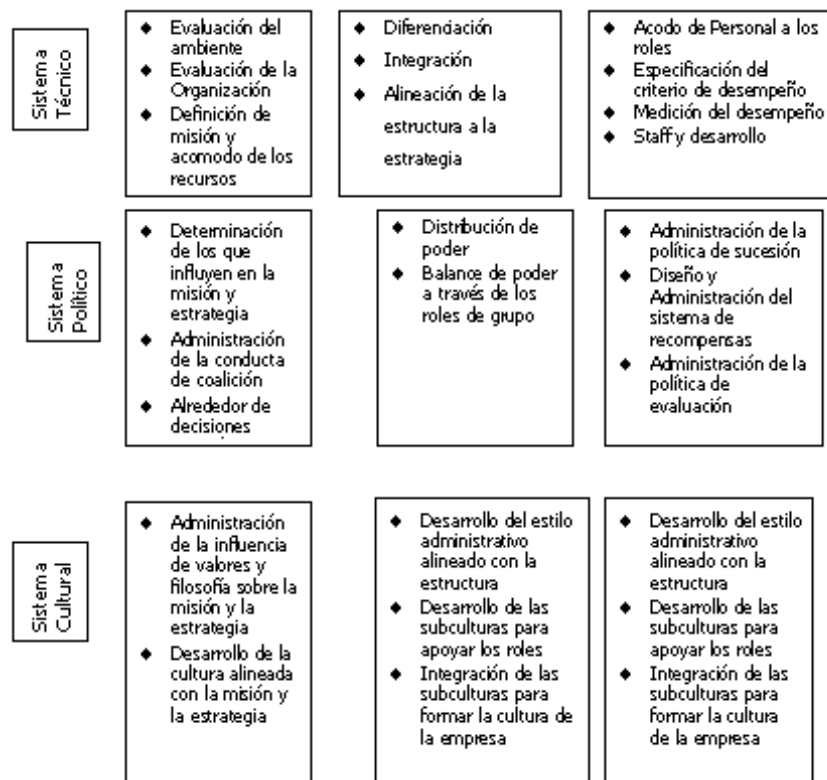 Sistema
Técnico
◆ Evaluación del
ambiente
◆ Evaluación de la
Organización
◆ Definición de
misión y
acomodo de los
recursos
◆ Diferenciación
◆ Integración
◆ Alineación de la
estructura a la
estrategia
◆ Acodo de Personal a los
roles
◆ Especificación del
criterio de desempeño
◆ Medición del desempeño
◆ Staff y desarrollo
Sistema
Político
◆ Determinación
de los que
influyen en la
misión y
estrategia
◆ Administración
de la conducta
de coalición
◆ Alrededor de
decisiones
◆ Distribución de
poder
◆ Balance de poder
a través de los
roles de grupo
◆ Administración de la
política de sucesión
◆ Diseño y
Administración del
sistema de
recompensas
◆ Administración de la
política de
evaluación
Sistema
Cultural
◆ Administración
de la influencia
de valores y
filosofía sobre la
misión y la
estrategia
◆ Desarrollo de la
cultura alineada
con la misión y
la estrategia
◆ Desarrollo del estilo
administrativo
alineado con la
estructura
◆ Desarrollo de las
subculturas para
apoyar los roles
◆ Integración de las
subculturas para
formar la cultura de
la empresa
◆ Desarrollo del estilo
administrativo
alineado con la
estructura
◆ Desarrollo de las
subculturas para
apoyar los roles
◆ Integración de las
subculturas para
formar la cultura
de la empresa